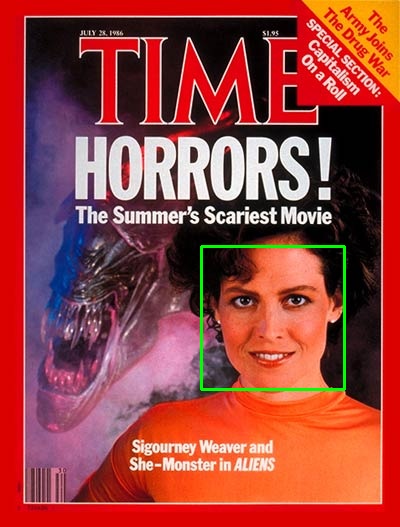 JULY 28, 1986
$1.95
TIME
The
Army Joins
The Drug War
SPECIAL SECTION:
Capitalism
On a Roll
HORRORS!
The Summer's Scariest Movie
Sigourney Weaver and
She-Monster in ALIENS
30